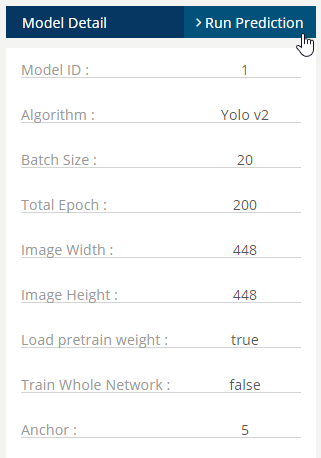 Model Detail > Run Prediction
Model ID : 1
Algorithm : Yolo v2
Batch Size : 20
Total Epoch : 200
Image Width : 448
Image Height : 448
Load pretrain weight : true
Train Whole Network : false
Anchor : 5